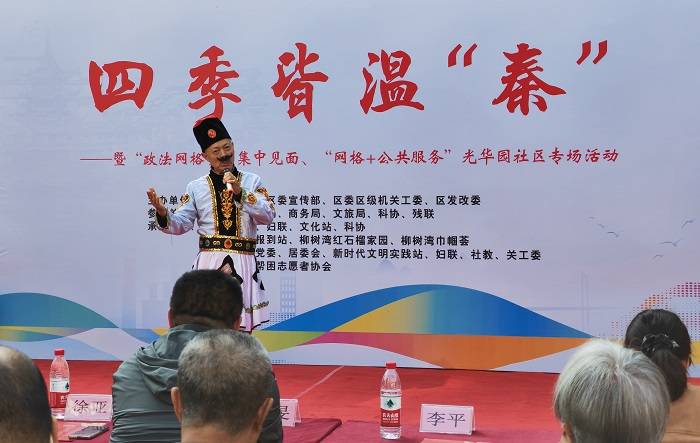 四季皆温“秦”
——暨“政法网格 集中见面、“网格+公共服务”光华园社区专场活动
办单 区委宣传部、区委区级机关工委、区发改委
、商务局、文旅局、科协、残联
、妇联、文化站、科协
报到站、柳树湾红石榴家园、柳树湾巾帼荟
党委、居委会、新时代文明实践站、妇联、社教、关工委
帮困志愿者协会
徐亚
李平